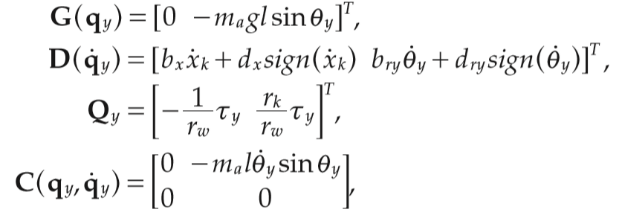 G(q_y) = [0  −m_a gl sin θ_y]^T,
D(q̇_y) = [b_x ẋ_k + d_x sign(ẋ_k)  b_ry θ̇_y + d_ry sign(θ̇_y)]^T,
Q_y = [−1/r_w τ_y  r_k/r_w τ_y]^T,
C(q_y, q̇_y) = [0  −m_a l θ̇_y sin θ_y
0  0],